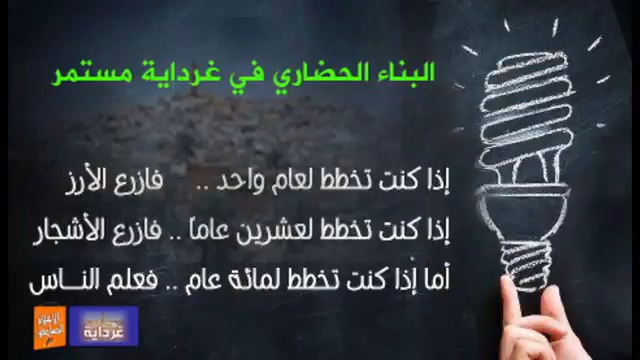 البناء الحضاري في غرداية مستمر
إذا كنت تخطط لعام واحد .. فازرع الأرز
إذا كنت تخطط لعشرين عاماً .. فازرع الأشجار
أما إذا كنت تخطط لمائة عام .. فعلم النـــاس
غرداية